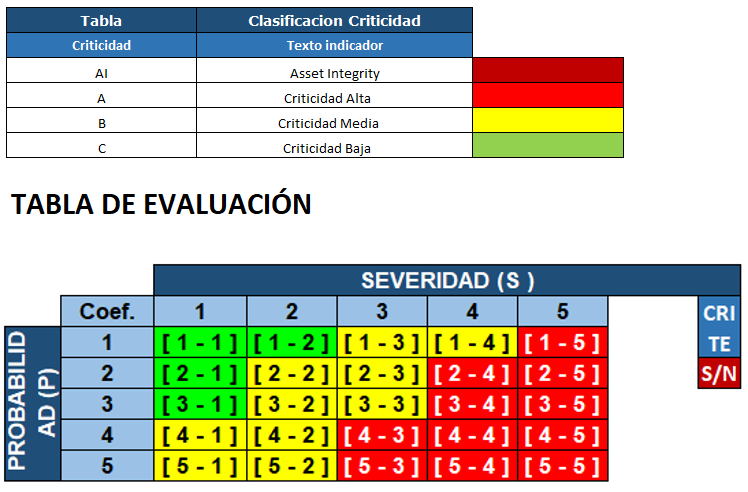 Tabla Clasificacion Criticidad
Criticidad Texto indicador
AI Asset Integrity
A Criticidad Alta
B Criticidad Media
C Criticidad Baja
TABLA DE EVALUACIÓN
SEVERIDAD (S )
Coef. 1 2 3 4 5 CRI
PROBABILID
AD (P)
1 [ 1 - 1 ] [ 1 - 2 ] [ 1 - 3 ] [ 1 - 4 ] [ 1 - 5 ] TE
2 [ 2 - 1 ] [ 2 - 2 ] [ 2 - 3 ] [ 2 - 4 ] [ 2 - 5 ] S/N
3 [ 3 - 1 ] [ 3 - 2 ] [ 3 - 3 ] [ 3 - 4 ] [ 3 - 5 ]
4 [ 4 - 1 ] [ 4 - 2 ] [ 4 - 3 ] [ 4 - 4 ] [ 4 - 5 ]
5 [ 5 - 1 ] [ 5 - 2 ] [ 5 - 3 ] [ 5 - 4 ] [ 5 - 5 ]